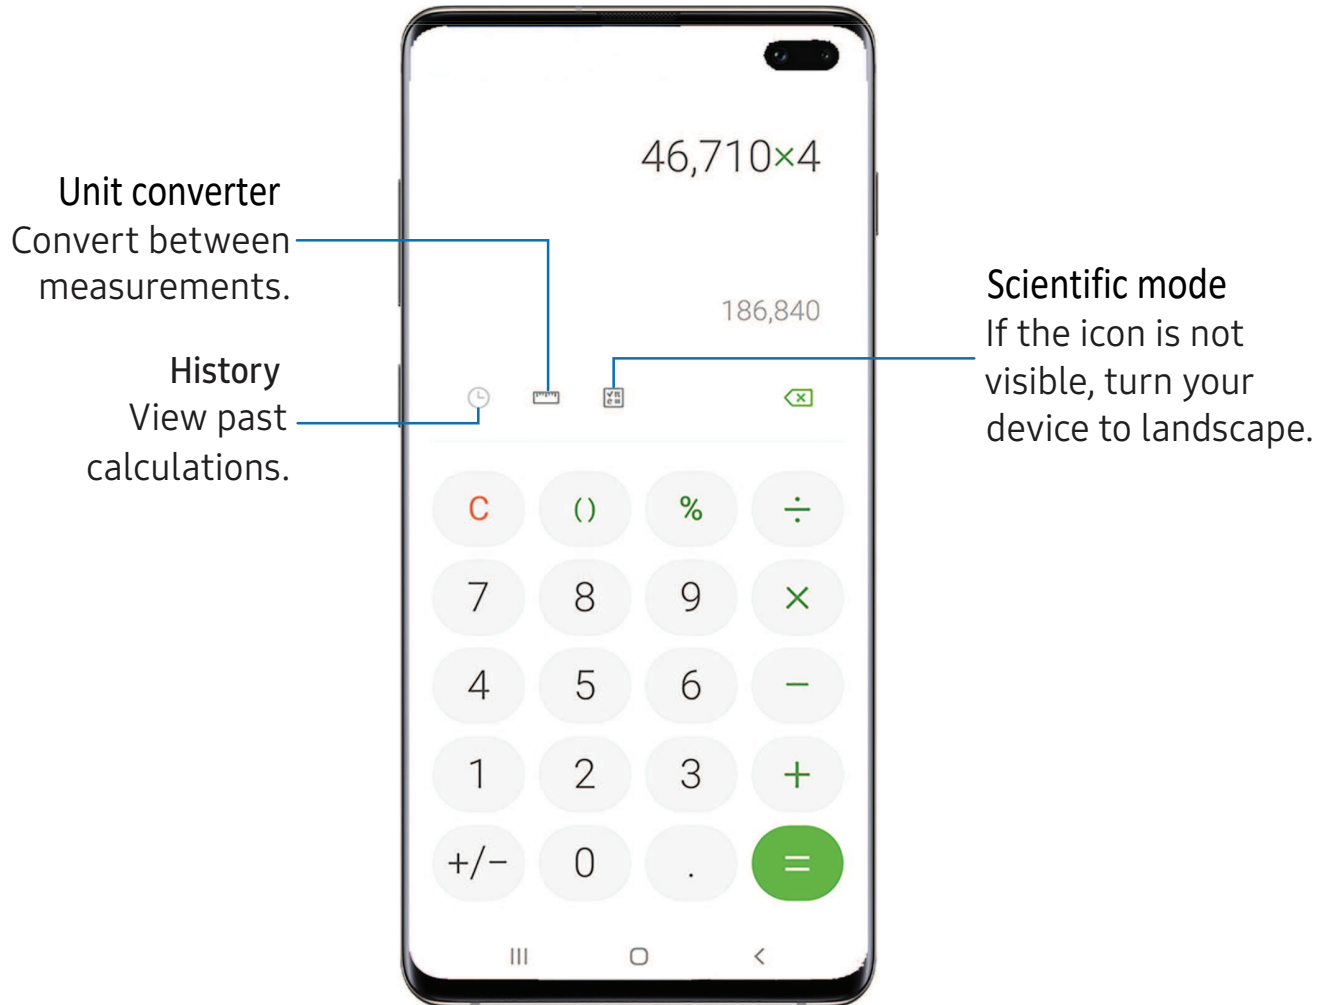 46,710×4
Unit converter
Convert between
measurements.
186,840
History
View past
calculations.
Scientific mode
If the icon is not
visible, turn your
device to landscape.
C () % ÷
7 8 9 ×
4 5 6 −
1 2 3 +
+/− 0 . =